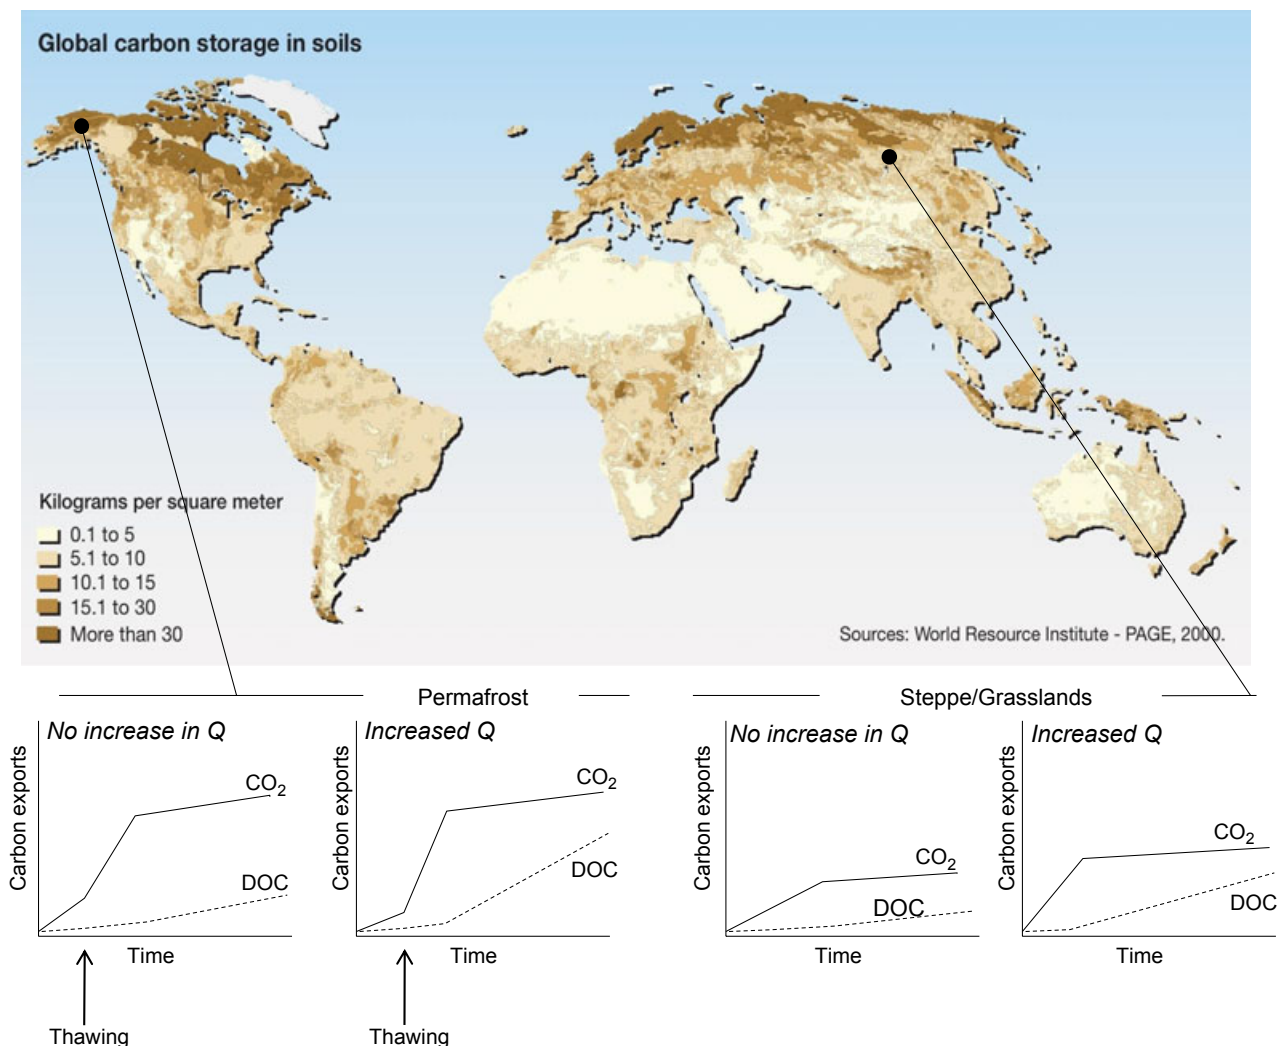 Global carbon storage in soils
Kilograms per square meter
0.1 to 5
5.1 to 10
10.1 to 15
15.1 to 30
More than 30
Sources: World Resource Institute - PAGE, 2000.
Permafrost
Steppe/Grasslands
No increase in Q
Carbon exports
CO2
DOC
Time
Thawing
Increased Q
Carbon exports
CO2
DOC
Time
Thawing
No increase in Q
Carbon exports
CO2
DOC
Time
Increased Q
Carbon exports
CO2
DOC
Time